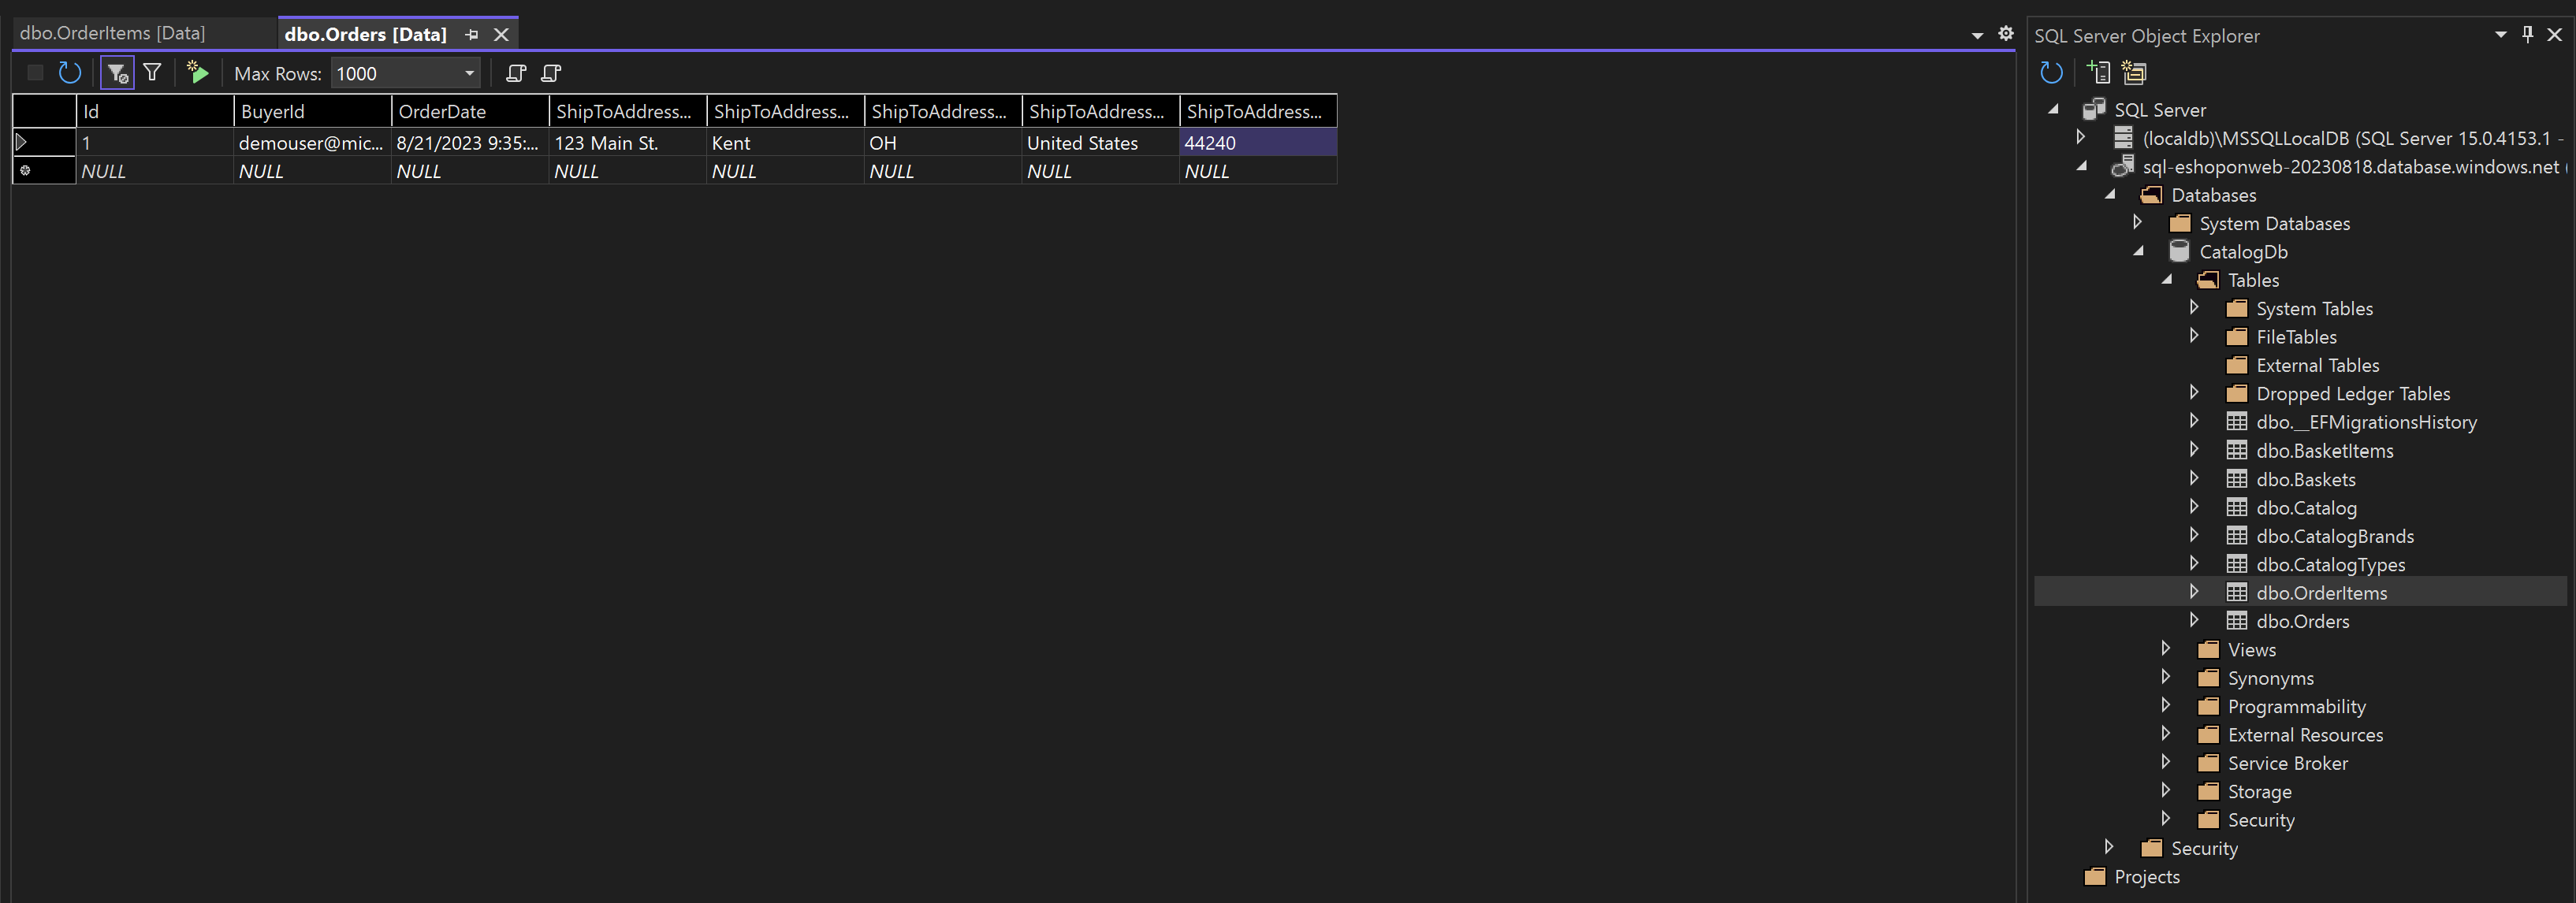 dbo.OrderItems [Data] dbo.Orders [Data]
Max Rows: 1000
Id BuyerId OrderDate ShipToAddress... ShipToAddress... ShipToAddress... ShipToAddress... ShipToAddress...
1 demouser@mic... 8/21/2023 9:35:... 123 Main St. Kent OH United States 44240
NULL NULL NULL NULL NULL NULL NULL NULL
SQL Server Object Explorer
SQL Server
(localdb)\MSSQLLocalDB (SQL Server 15.0.4153.1 -
sql-eshoponweb-20230818.database.windows.net (
Databases
System Databases
CatalogDb
Tables
System Tables
FileTables
External Tables
Dropped Ledger Tables
dbo.__EFMigrationsHistory
dbo.BasketItems
dbo.Baskets
dbo.Catalog
dbo.CatalogBrands
dbo.CatalogTypes
dbo.OrderItems
dbo.Orders
Views
Synonyms
Programmability
External Resources
Service Broker
Storage
Security
Security
Projects